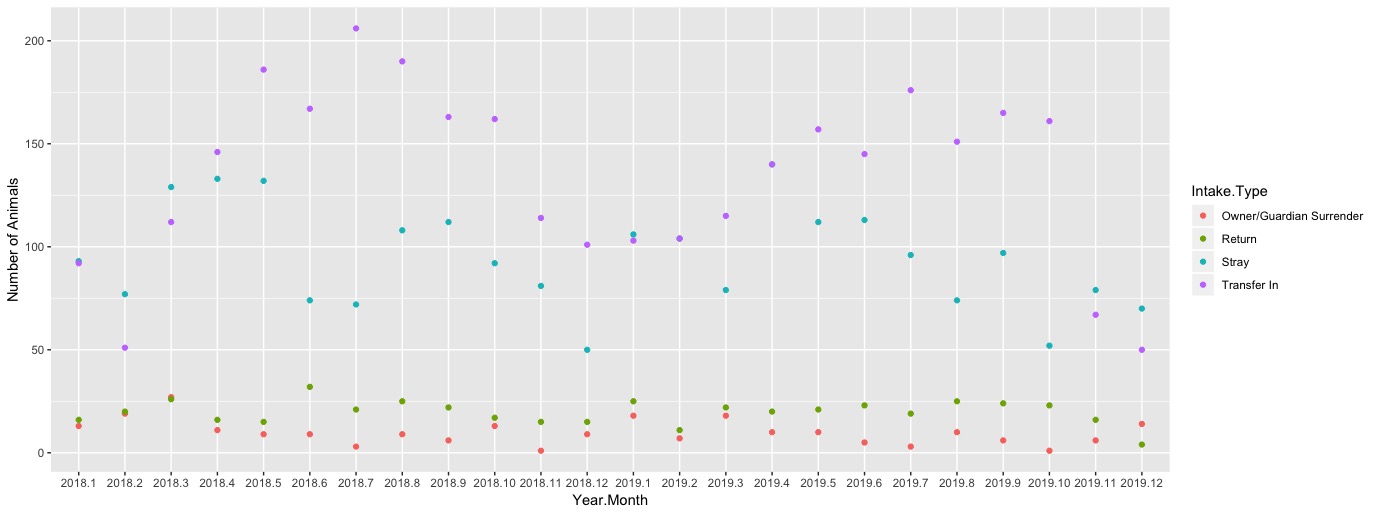 200
150
100
50
0
Number of Animals
2018.1 2018.2 2018.3 2018.4 2018.5 2018.6 2018.7 2018.8 2018.9 2018.10 2018.11 2018.12 2019.1 2019.2 2019.3 2019.4 2019.5 2019.6 2019.7 2019.8 2019.9 2019.10 2019.11 2019.12
Year.Month
Intake.Type
Owner/Guardian Surrender
Return
Stray
Transfer In